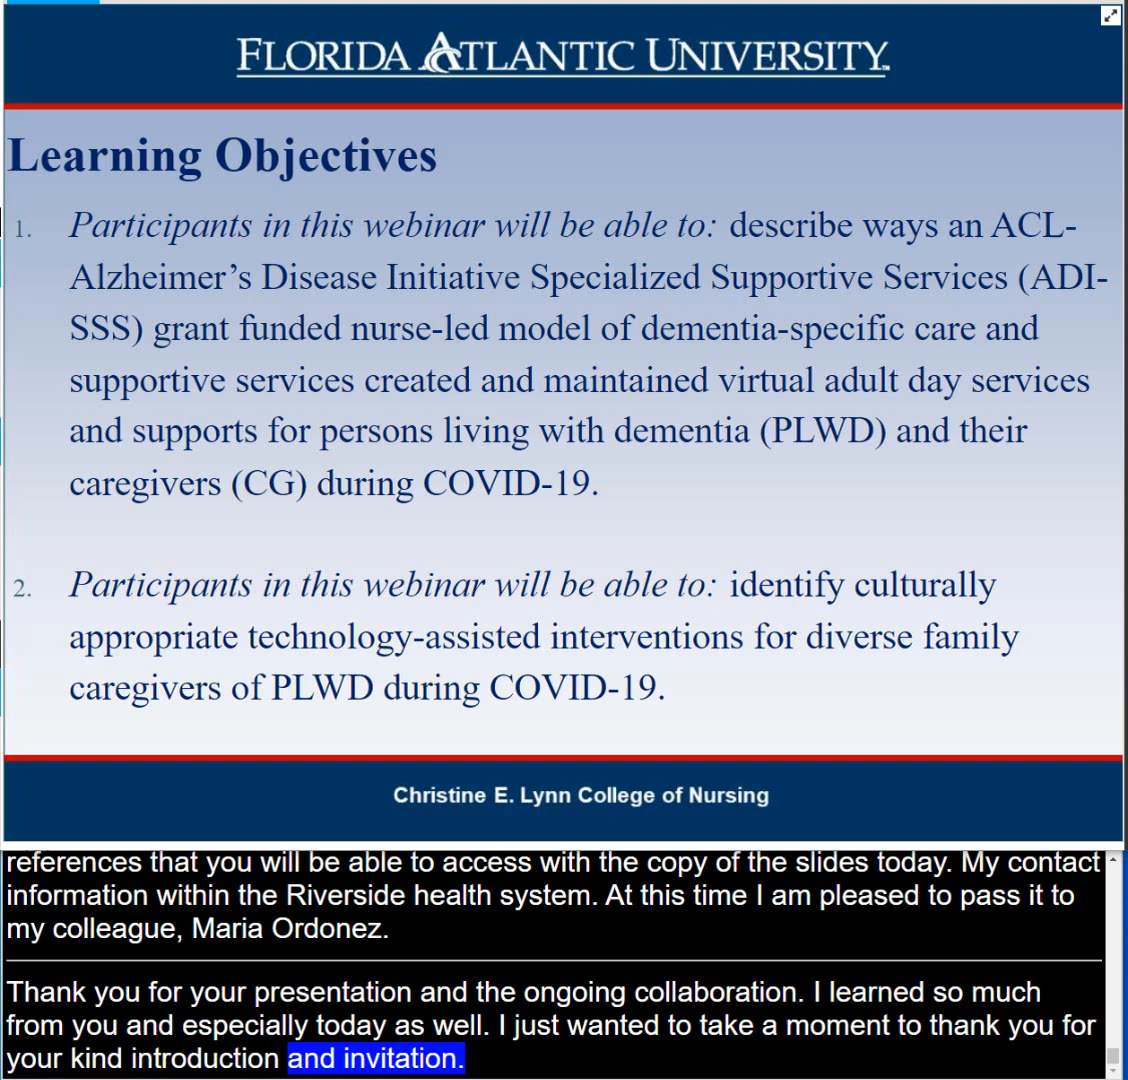 FLORIDA ATLANTIC UNIVERSITY™
Learning Objectives
1. Participants in this webinar will be able to: describe ways an ACL-
Alzheimer’s Disease Initiative Specialized Supportive Services (ADI-
SSS) grant funded nurse-led model of dementia-specific care and
supportive services created and maintained virtual adult day services
and supports for persons living with dementia (PLWD) and their
caregivers (CG) during COVID-19.
2. Participants in this webinar will be able to: identify culturally
appropriate technology-assisted interventions for diverse family
caregivers of PLWD during COVID-19.
Christine E. Lynn College of Nursing
references that you will be able to access with the copy of the slides today. My contact
information within the Riverside health system. At this time I am pleased to pass it to
my colleague, Maria Ordonez.
Thank you for your presentation and the ongoing collaboration. I learned so much
from you and especially today as well. I just wanted to take a moment to thank you for
your kind introduction and invitation.